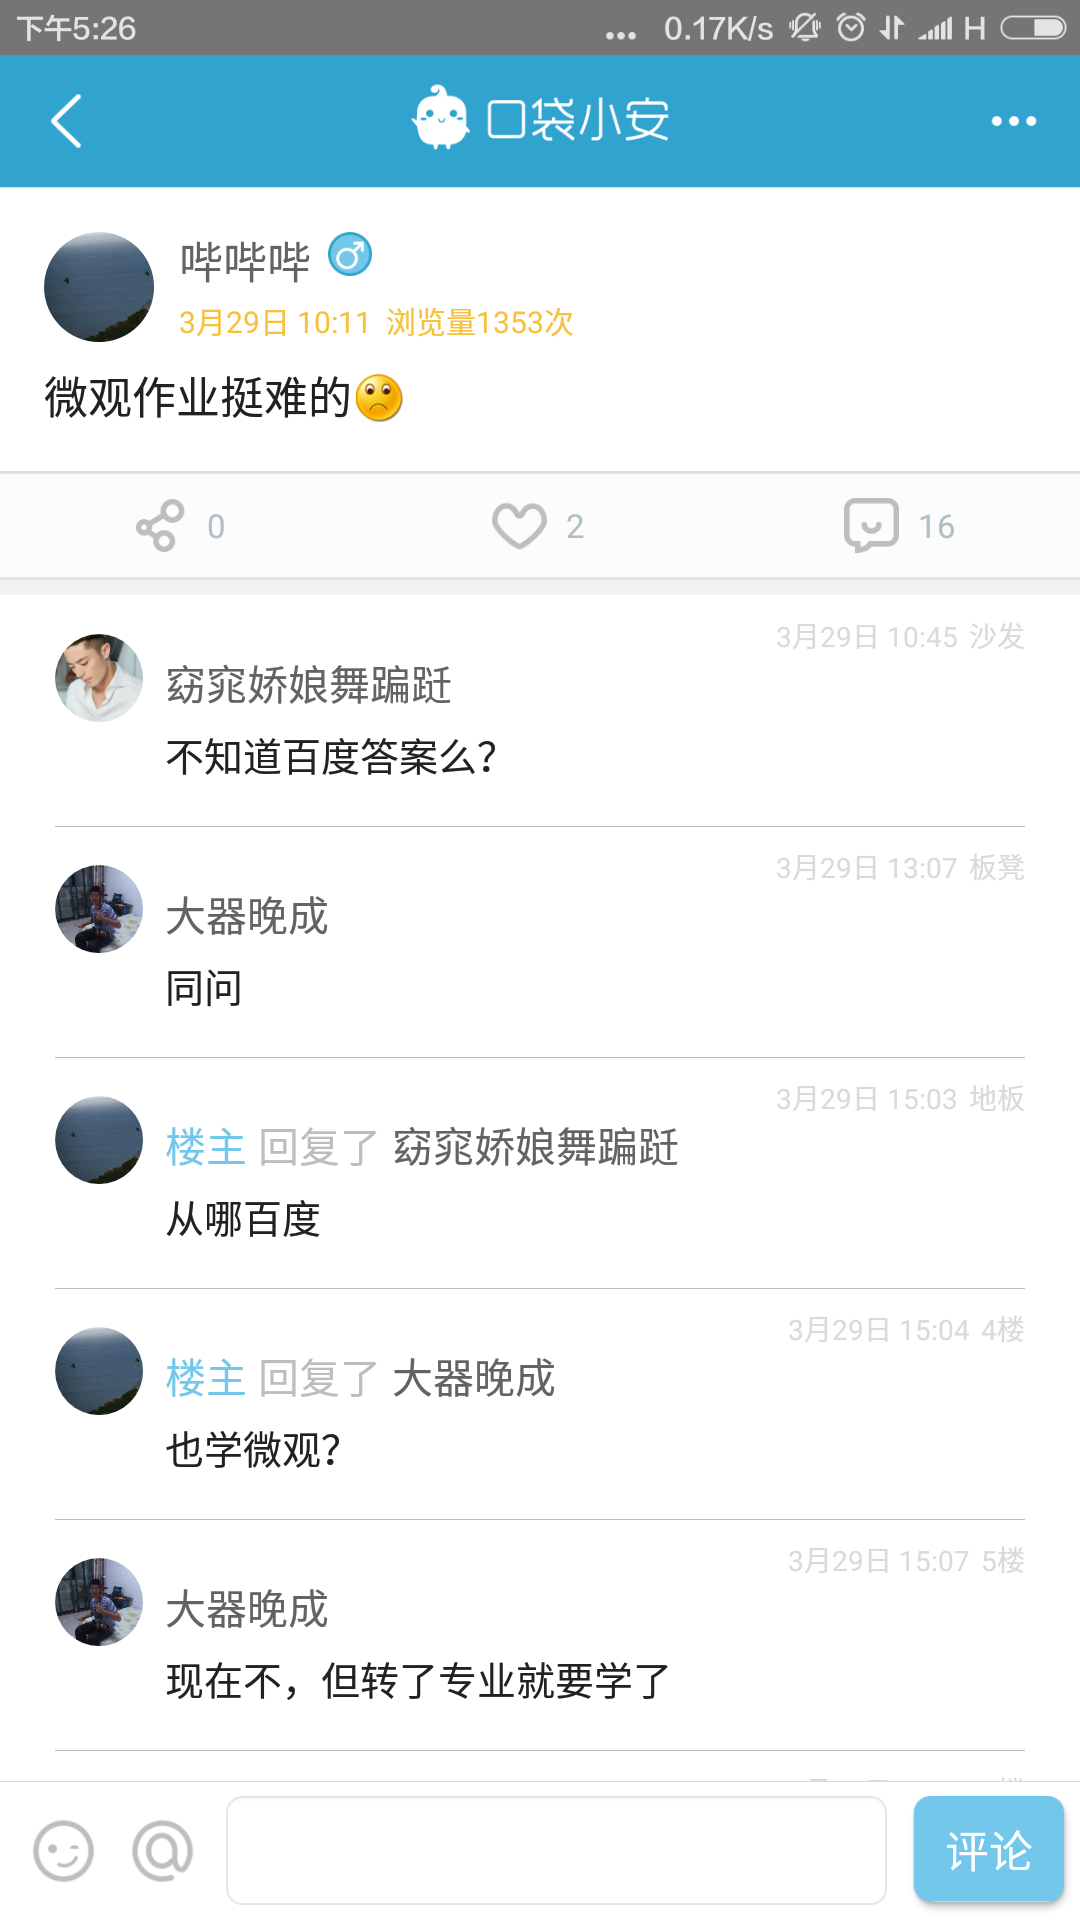 下午5:26
... 0.17K/s H
口袋小安
哔哔哔
3月29日 10:11 浏览量1353次
微观作业挺难的
0
2
16
3月29日 10:45 沙发
窈窕娇娘舞蹁跹
不知道百度答案么？
3月29日 13:07 板凳
大器晚成
同问
3月29日 15:03 地板
楼主 回复了 窈窕娇娘舞蹁跹
从哪百度
3月29日 15:04 4楼
楼主 回复了 大器晚成
也学微观？
3月29日 15:07 5楼
大器晚成
现在不，但转了专业就要学了
评论